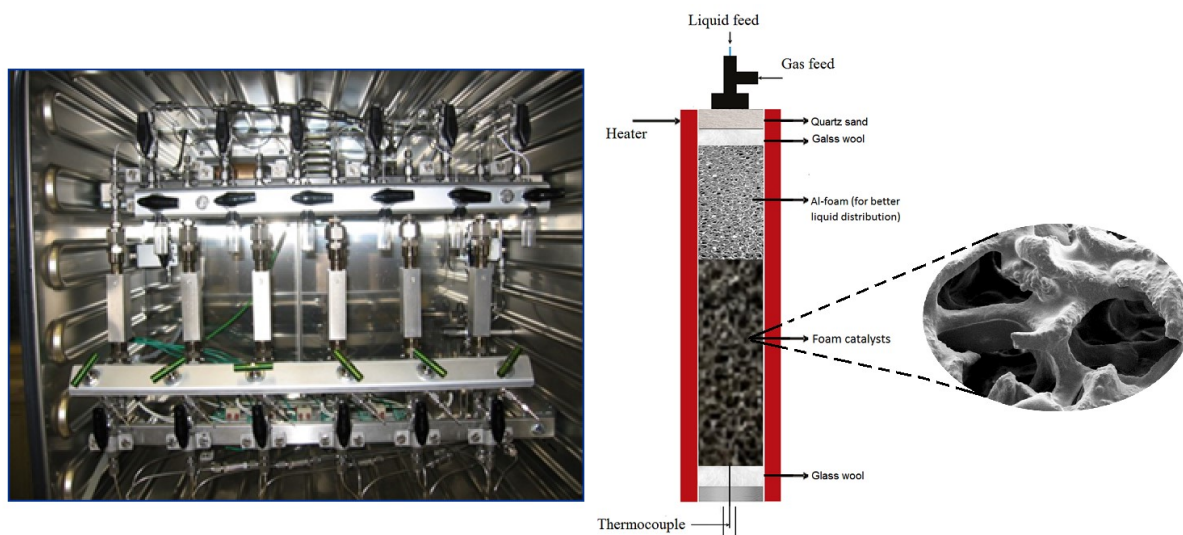 Liquid feed
Gas feed
Heater
Quartz sand
Galss wool
Al-foam (for better
liquid distribution)
Foam catalysts
Glass wool
Thermocouple